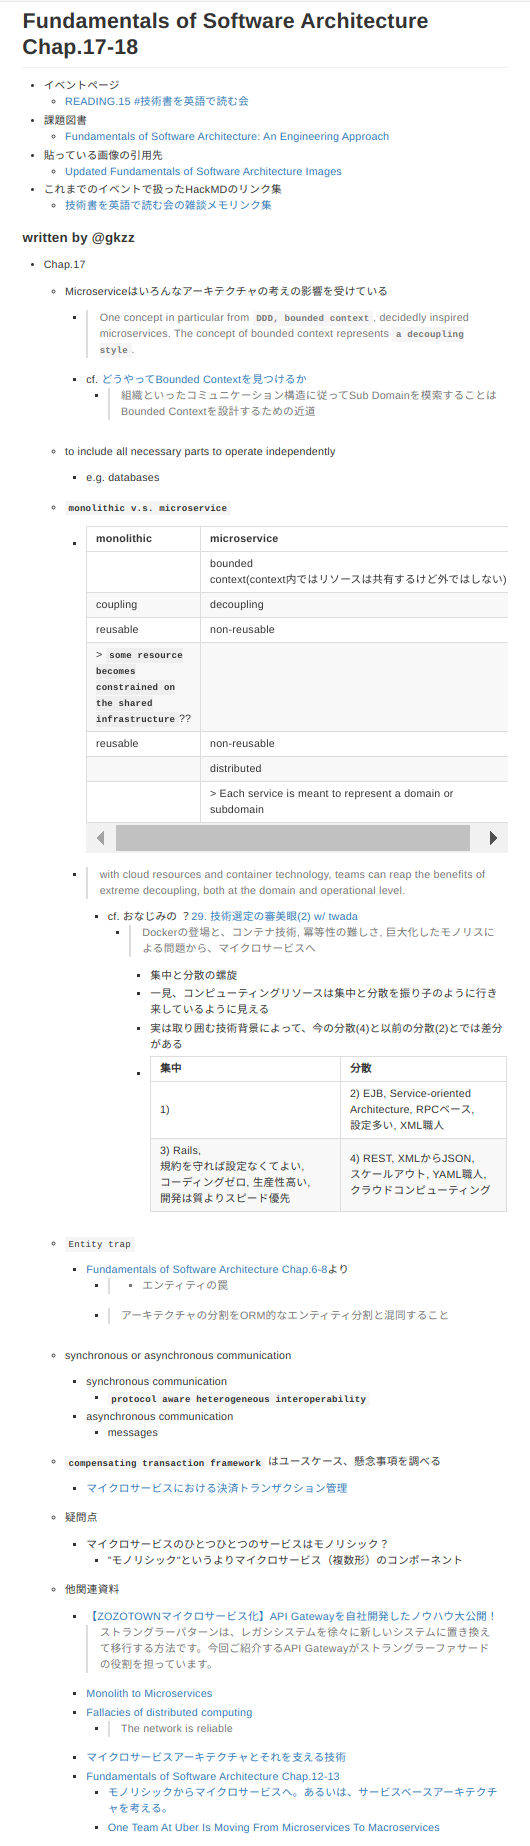 Fundamentals of Software Architecture
Chap.17-18
イベントページ
READING.15 #技術書を英語で読む会
課題図書
Fundamentals of Software Architecture: An Engineering Approach
貼っている画像の引用先
Updated Fundamentals of Software Architecture Images
これまでのイベントで扱ったHackMDのリンク集
技術書を英語で読む会の雑談メモリンク集
written by @gkzz
Chap.17
Microserviceはいろんなアーキテクチャの考えの影響を受けている
One concept in particular from DDD, bounded context, decidedly inspired
microservices. The concept of bounded context represents a decoupling
style.
cf. どうやってBounded Contextを見つけるか
組織といったコミュニケーション構造に従ってSub Domainを模索することは
Bounded Contextを設計するための近道
to include all necessary parts to operate independently
e.g. databases
monolithic v.s. microservice
monolithic microservice
bounded
context(context内ではリソースは共有するけど外ではしない)
coupling decoupling
reusable non-reusable
> some resource
becomes
constrained on
the shared
infrastructure??
reusable non-reusable
distributed
> Each service is meant to represent a domain or
subdomain
with cloud resources and container technology, teams can reap the benefits of
extreme decoupling, both at the domain and operational level.
cf. おなじみの ? 29. 技術選定の審美眼(2) w/ twada
Dockerの登場と、コンテナ技術, 冪等性の難しさ, 巨大化したモノリスに
よる問題から、マイクロサービスへ
集中と分散の螺旋
一見、コンピューティングリソースは集中と分散を振り子のように行き
来しているように見える
実は取り囲む技術背景によって、今の分散(4)と以前の分散(2)とでは差分
がある
集中 分散
1)
2) EJB, Service-oriented
Architecture, RPCベース,
設定多い, XML職人
3) Rails,
規約を守れば設定なくてよい,
コーディングゼロ, 生産性高い,
開発は質よりスピード優先
4) REST, XMLからJSON,
スケールアウト, YAML職人,
クラウドコンピューティング
Entity trap
Fundamentals of Software Architecture Chap.6-8より
エンティティの罠
アーキテクチャの分割をORM的なエンティティ分割と混同すること
synchronous or asynchronous communication
synchronous communication
protocol aware heterogeneous interoperability
asynchronous communication
messages
compensating transaction framework はユースケース、懸念事項を調べる
マイクロサービスにおける決済トランザクション管理
疑問点
マイクロサービスのひとつひとつのサービスはモノリシック？
"モノリシック"というよりマイクロサービス（複数形）のコンポーネント
他関連資料
【ZOZOTOWNマイクロサービス化】API Gatewayを自社開発したノウハウ大公開！
ストラングラーパターンは、レガシシステムを徐々に新しいシステムに置き換え
て移行する方法です。今回ご紹介するAPI Gatewayがストラングラーファサード
の役割を担っています。
Monolith to Microservices
Fallacies of distributed computing
The network is reliable
マイクロサービスアーキテクチャとそれを支える技術
Fundamentals of Software Architecture Chap.12-13
モノリシックからマイクロサービスへ。あるいは、サービスベースアーキテクチ
ャを考える。
One Team At Uber Is Moving From Microservices To Macroservices